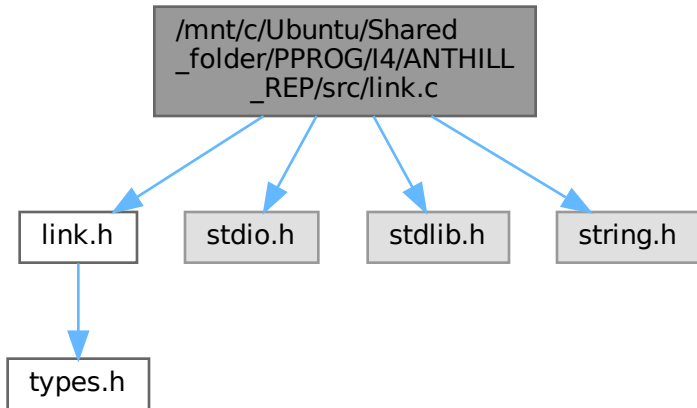 /mnt/c/Ubuntu/Shared
_folder/PPROG/I4/ANTHILL
_REP/src/link.c
link.h
stdio.h
stdlib.h
string.h
types.h